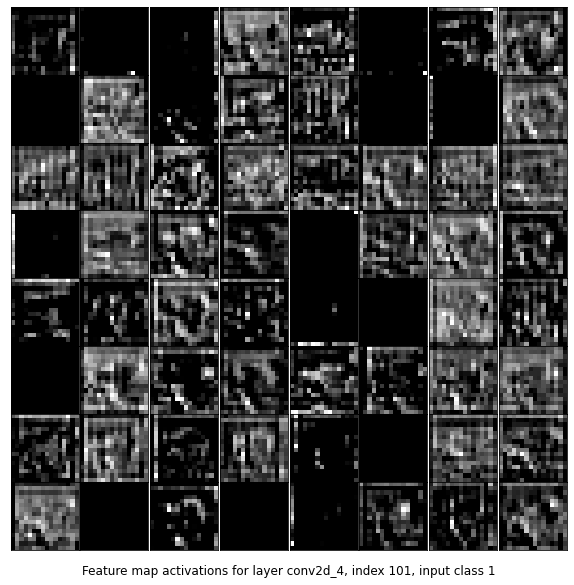 Feature map activations for layer conv2d_4, index 101, input class 1